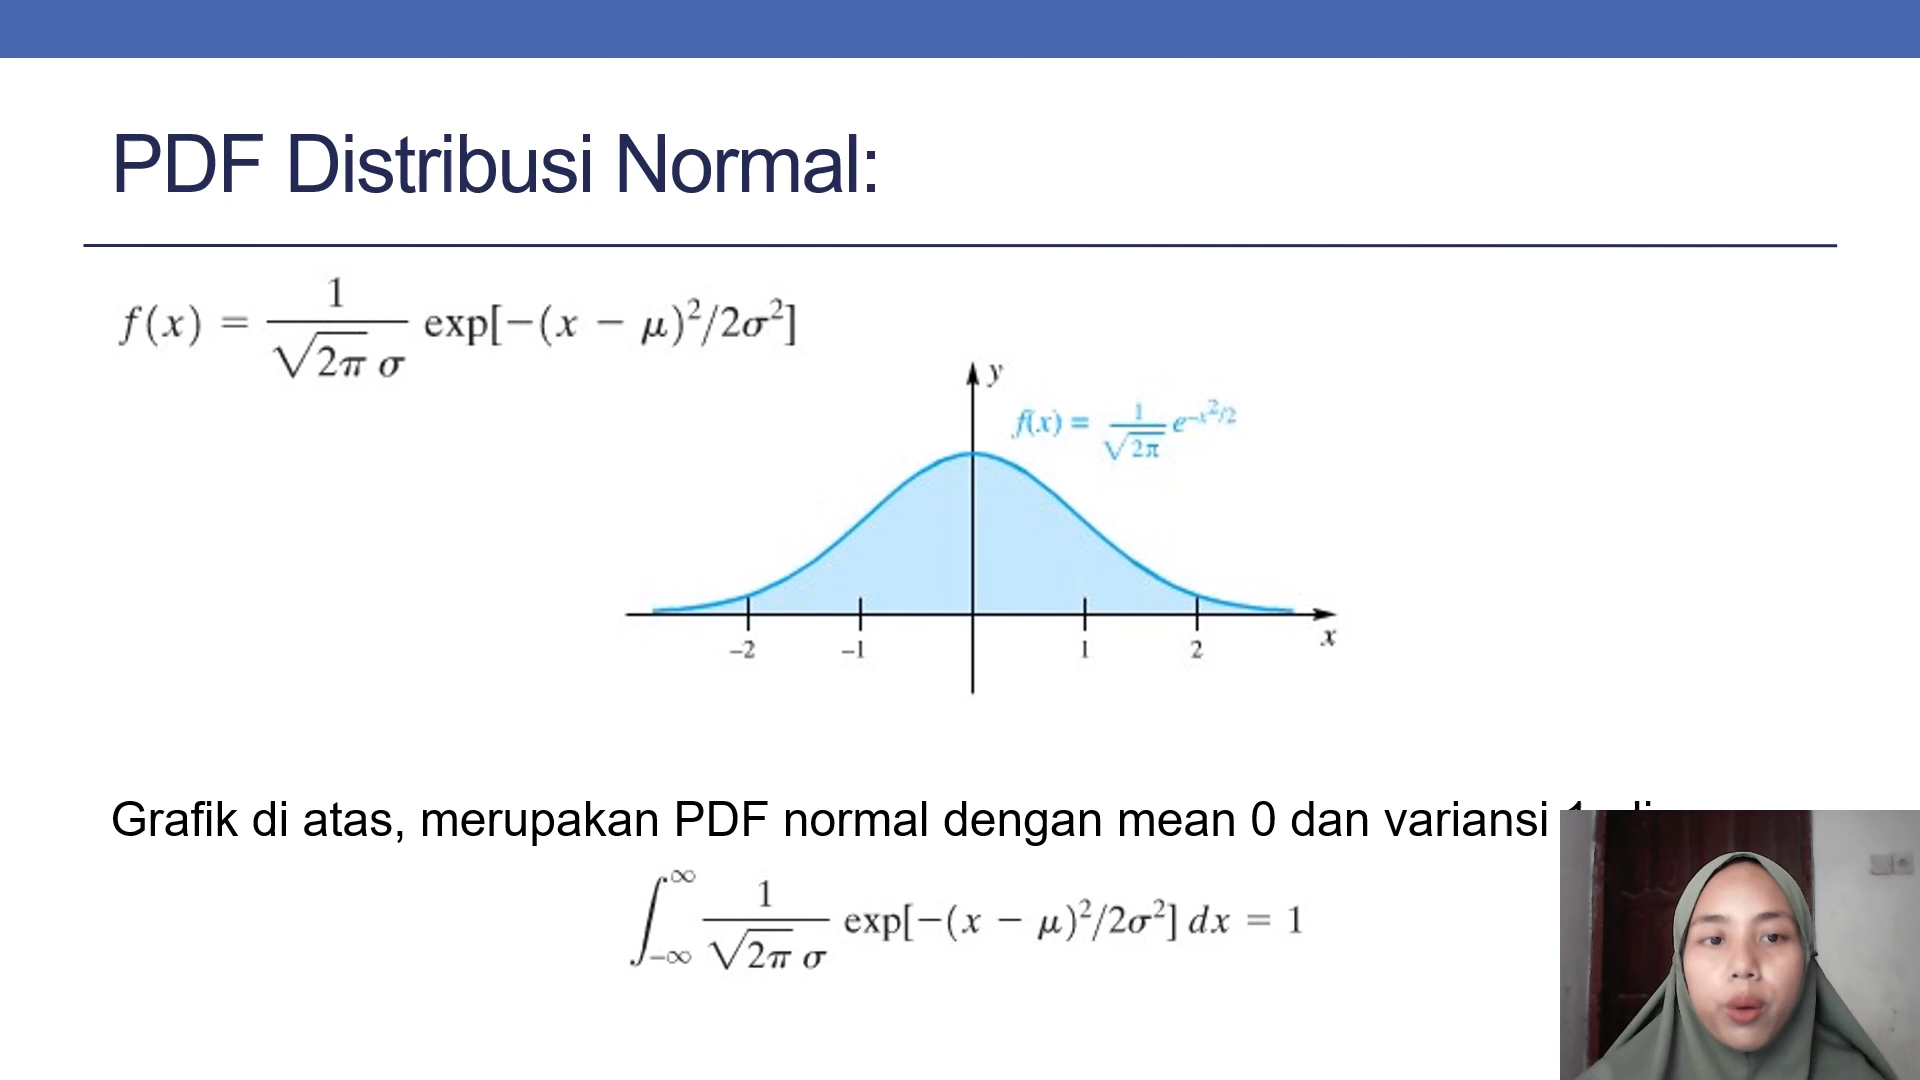 PDF Distribusi Normal:
f(x) = 1/(√2π σ) exp[−(x − μ)²/2σ²]
y
f(x) = 1/√2π e^(−x²/2)
−2 −1 1 2 x
Grafik di atas, merupakan PDF normal dengan mean 0 dan variansi
∫_{−∞}^{∞} 1/(√2π σ) exp[−(x − μ)²/2σ²] dx = 1